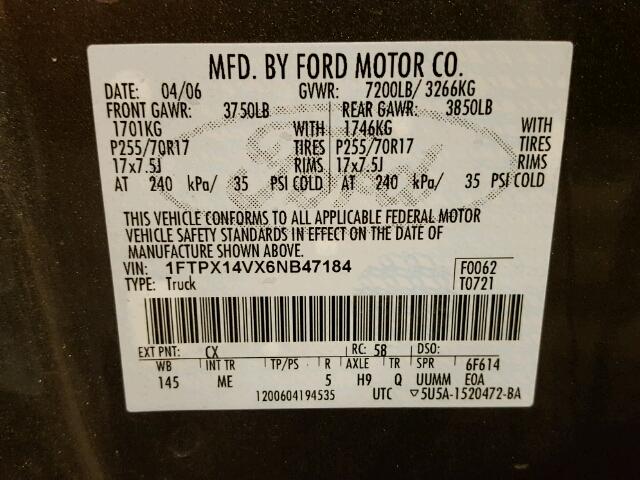 MFD. BY FORD MOTOR CO.
DATE: 04/06 GVWR: 7200LB/ 3266KG
FRONT GAWR: 3750LB REAR GAWR: 3850LB
1701KG WITH 1746KG WITH
P255/70R17 TIRES P255/70R17 TIRES
17x7.5J RIMS 17x7.5J RIMS
AT 240 kPa/ 35 PSI COLD AT 240 kPa/ 35 PSI COLD
THIS VEHICLE CONFORMS TO ALL APPLICABLE FEDERAL MOTOR
VEHICLE SAFETY STANDARDS IN EFFECT ON THE DATE OF
MANUFACTURE SHOWN ABOVE.
VIN: 1FTPX14VX6NB47184 F0062
TYPE: Truck T0721
EXT PNT: CX RC: 58 DSO:
WB INT TR TP/PS R AXLE TR SPR 6F614
145 ME 5 H9 Q UUMM E0A
1200604194535 UTC ▽5U5A-1520472-BA
Ford